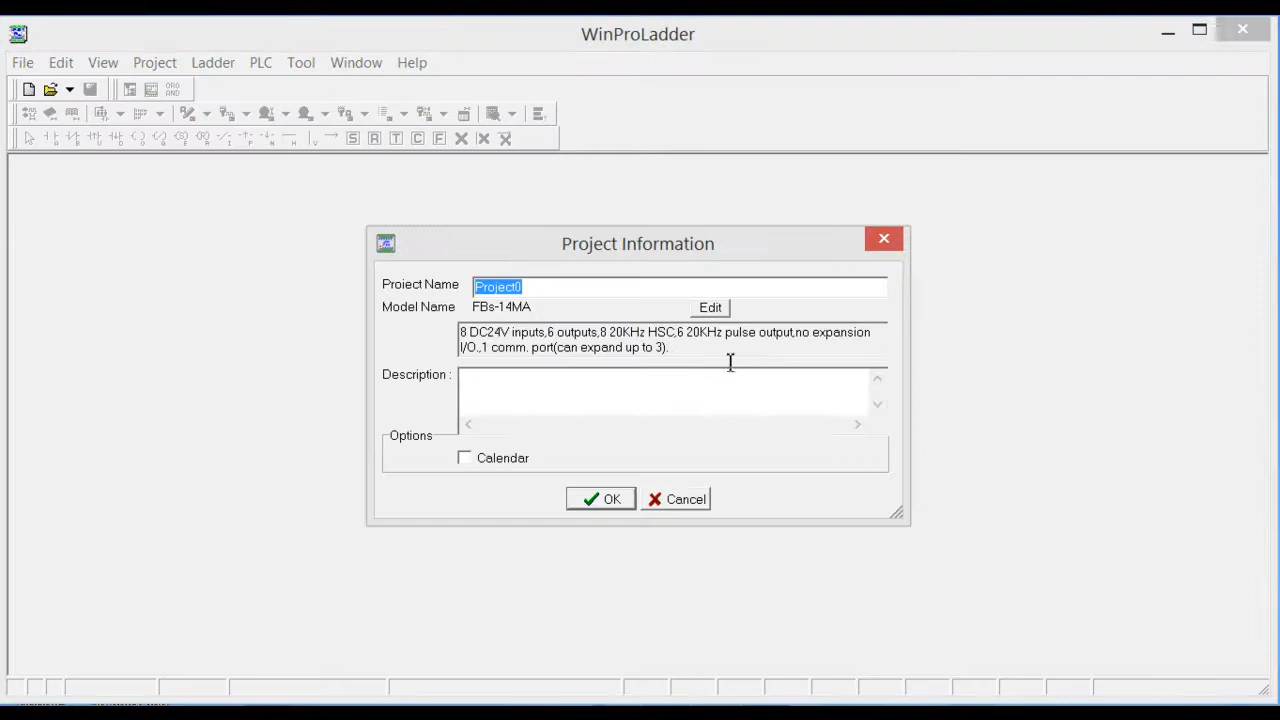 WinProLadder
File Edit View Project Ladder PLC Tool Window Help
S R T C F
Project Information
Project Name Project0
Model Name FBs-14MA Edit
8 DC24V inputs,6 outputs,8 20KHz HSC,6 20KHz pulse output,no expansion
I/O.,1 comm. port(can expand up to 3).
Description :
Options
Calendar
OK Cancel